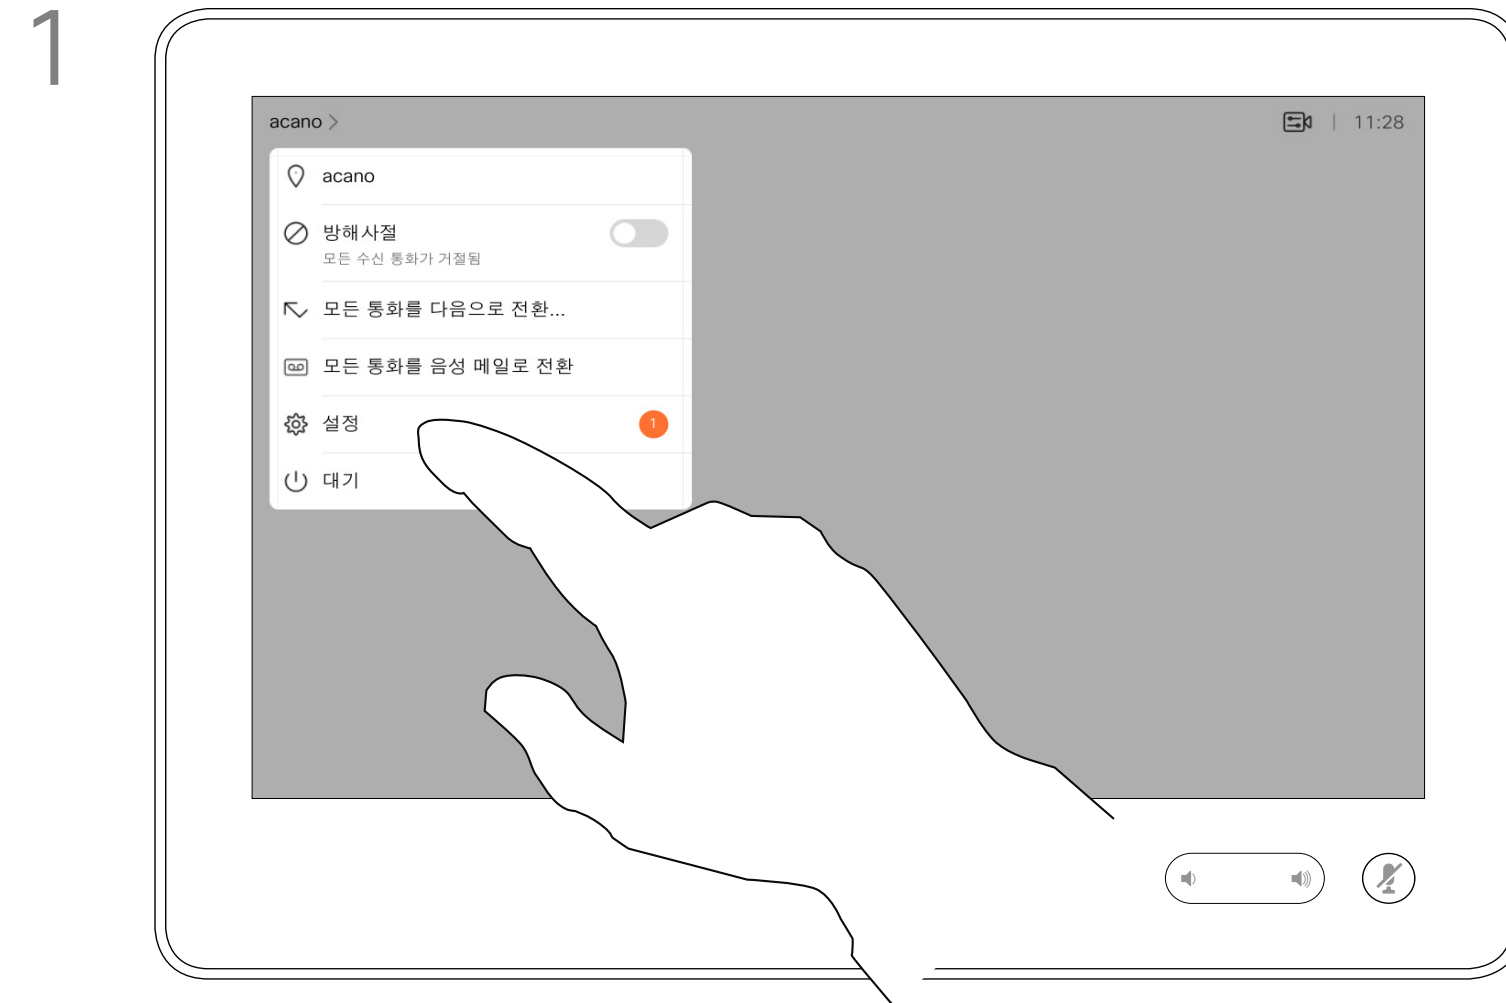 1
acano >
11:28
acano
방해사절
모든 수신 통화가 거절됨
모든 통화를 다음으로 전환...
모든 통화를 음성 메일로 전환
설정
1
대기